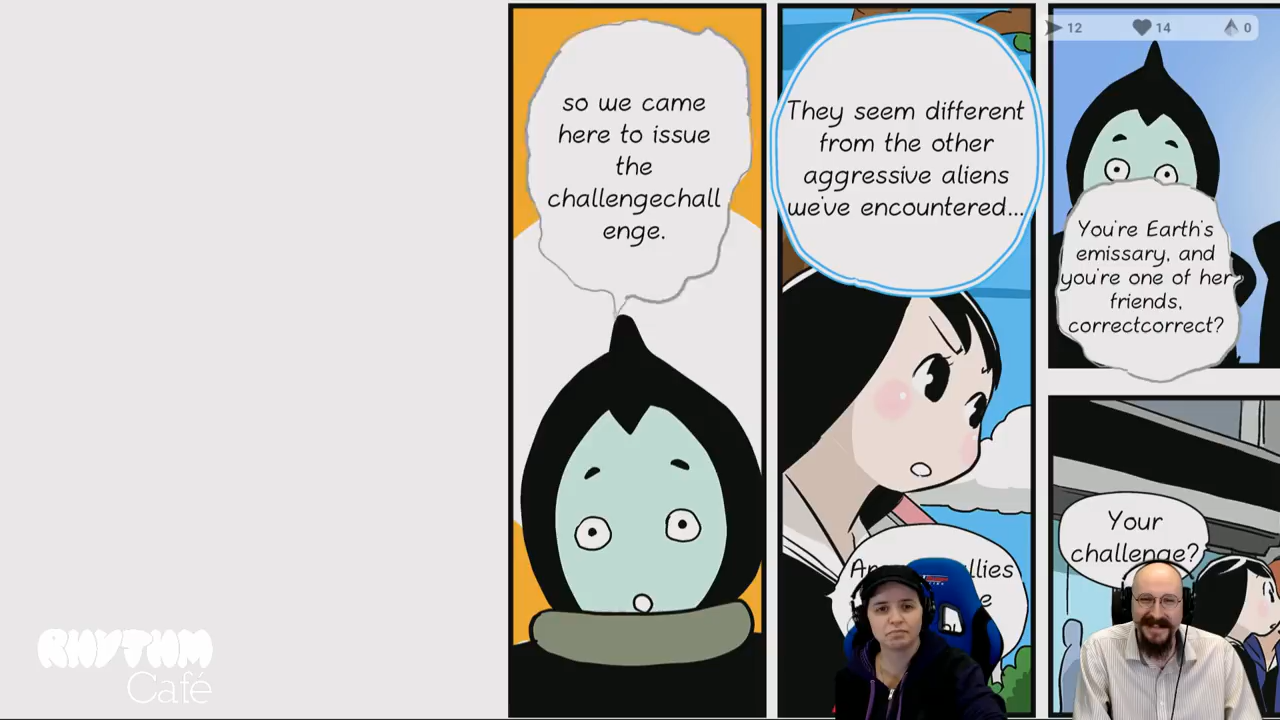 so we came
here to issue
the
challengechall
enge.
They seem different
from the other
aggressive aliens
we've encountered...
12
14
0
You're Earth's
emissary, and
you're one of her
friends,
correctcorrect?
Your
challenge?
RHYTHM
Café